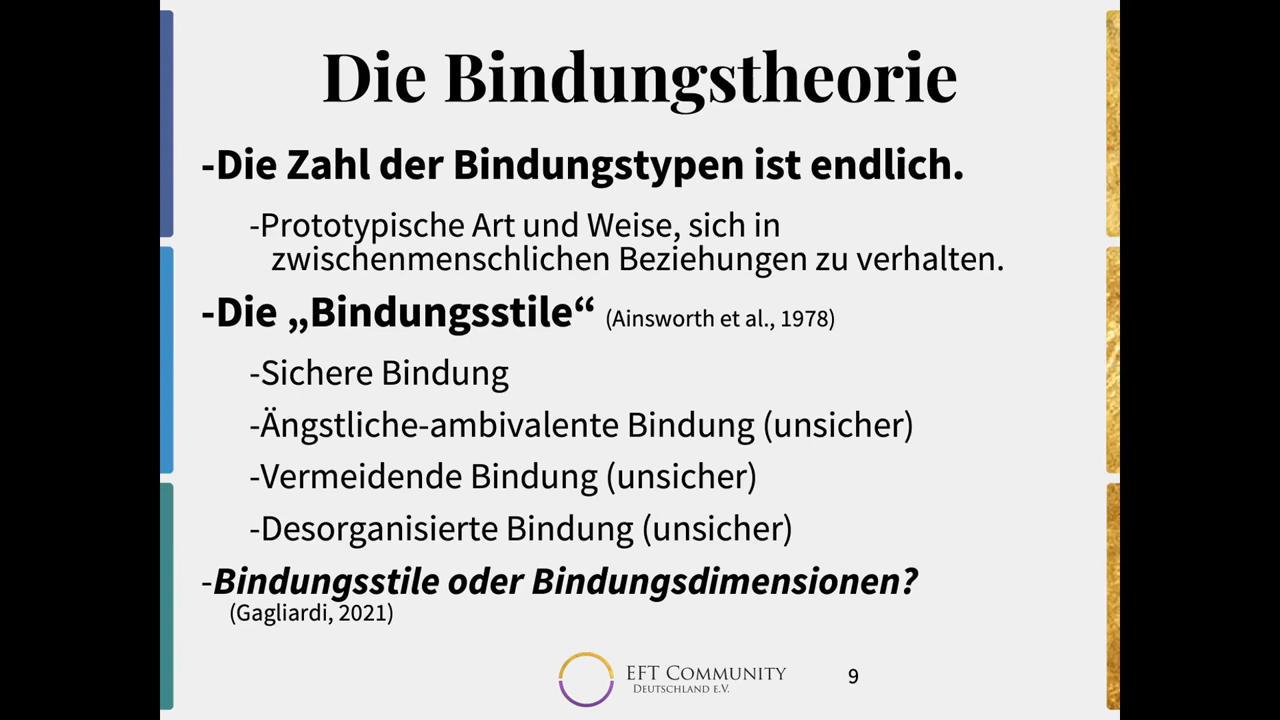 Die Bindungstheorie
-Die Zahl der Bindungstypen ist endlich.
-Prototypische Art und Weise, sich in
zwischenmenschlichen Beziehungen zu verhalten.
-Die „Bindungsstile“ (Ainsworth et al., 1978)
-Sichere Bindung
-Ängstliche-ambivalente Bindung (unsicher)
-Vermeidende Bindung (unsicher)
-Desorganisierte Bindung (unsicher)
-Bindungsstile oder Bindungsdimensionen?
(Gagliardi, 2021)
EFT Community
Deutschland e.V.
9